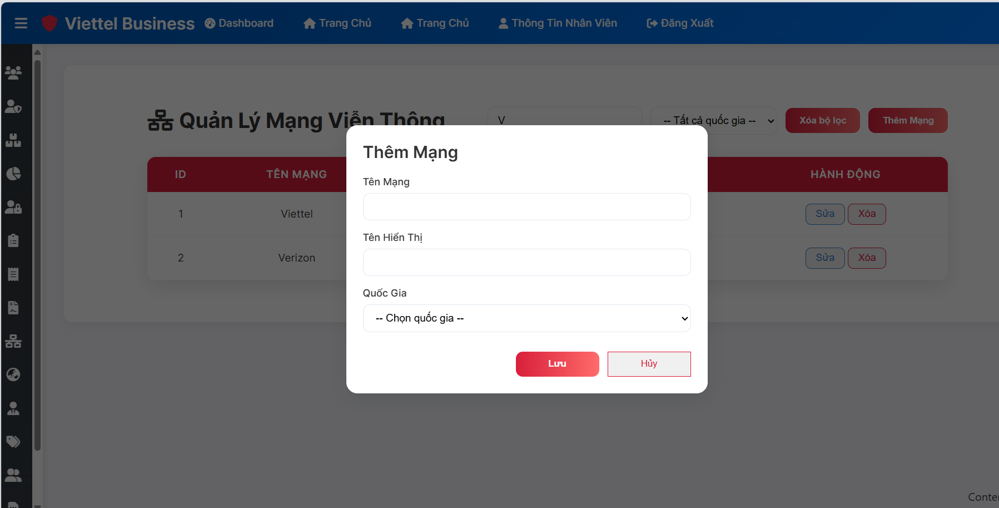 Viettel Business Dashboard Trang Chủ Trang Chủ Thông Tin Nhân Viên Đăng Xuất
Quản Lý Mạng Viễn Thông V -- Tất cả quốc gia -- Xóa bộ lọc Thêm Mạng
ID TÊN MẠNG HÀNH ĐỘNG
1 Viettel Sửa Xóa
2 Verizon Sửa Xóa
Thêm Mạng
Tên Mạng
Tên Hiển Thị
Quốc Gia
-- Chọn quốc gia --
Lưu Hủy